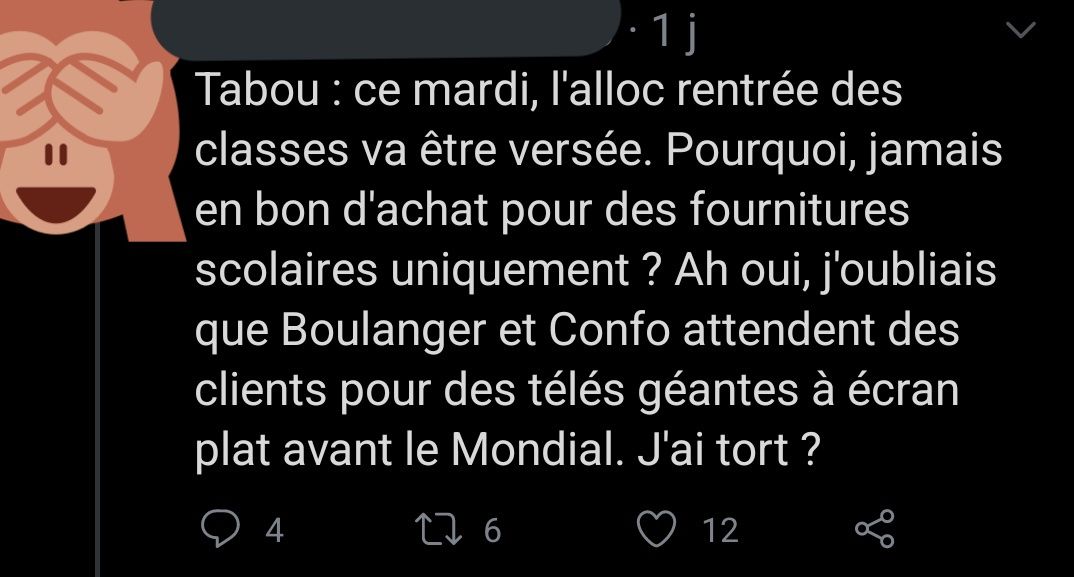 · 1 j
Tabou : ce mardi, l'alloc rentrée des
classes va être versée. Pourquoi, jamais
en bon d'achat pour des fournitures
scolaires uniquement ? Ah oui, j'oubliais
que Boulanger et Confo attendent des
clients pour des télés géantes à écran
plat avant le Mondial. J'ai tort ?
4 6 12